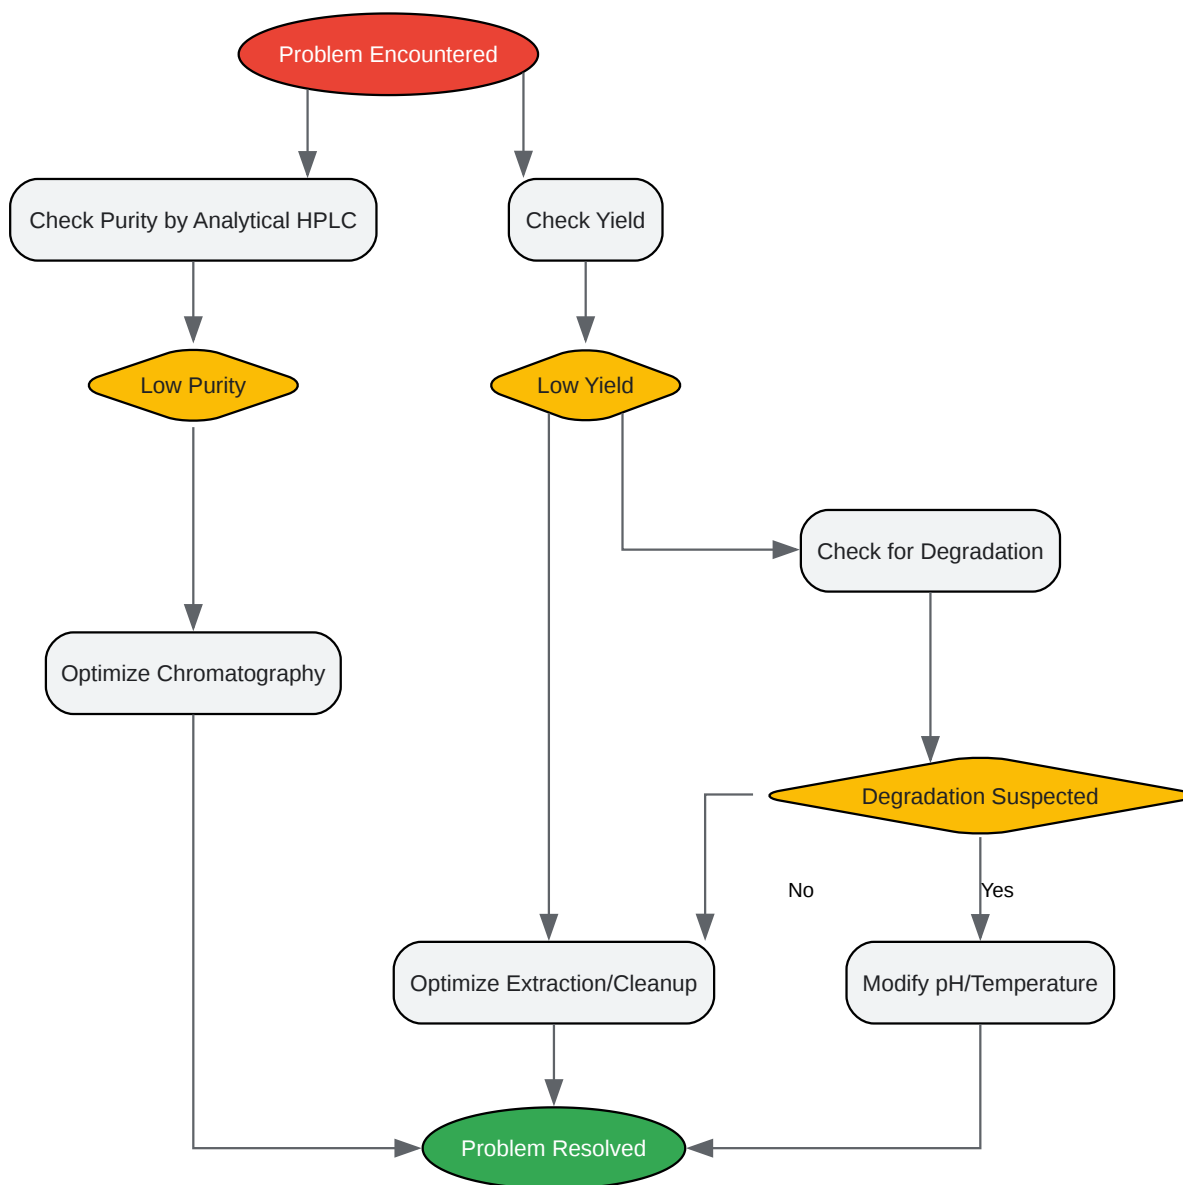 Problem Encountered
Check Purity by Analytical HPLC
Check Yield
Low Purity
Low Yield
Check for Degradation
Optimize Chromatography
Degradation Suspected
No
Yes
Optimize Extraction/Cleanup
Modify pH/Temperature
Problem Resolved